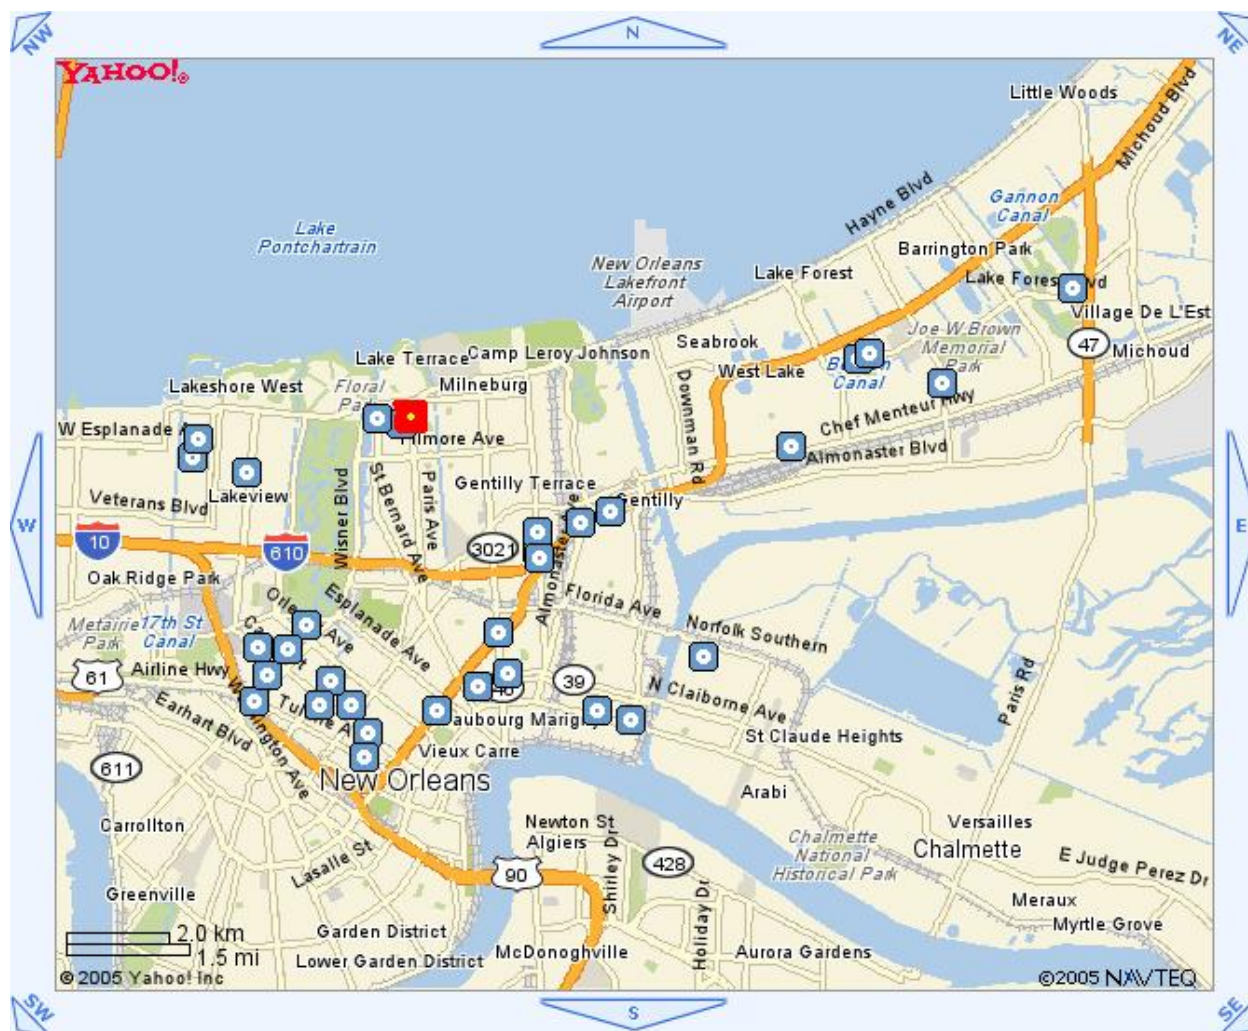 NW
N
NE
YAHOO!®
Little Woods
Michoud Blvd
Gannon
Canal
Hayne Blvd
Lake
Pontchartrain
Barrington Park
New Orleans
Lakefront
Airport
Lake Forest
Lake Forest Blvd
Village De L'Est
Joe W.Brown
Memorial
Park
47
Michoud
Seabrook
Lake Terrace
Camp Leroy Johnson
West Lake
Canal
Lakeshore West
Floral
Milneburg
Downman Rd
Chef Menteur Hwy
W Esplanade A
Filmore Ave
Almonaster Blvd
Lakeview
Gentilly Terrace
Gentilly
Veterans Blvd
Wisner Blvd
St Bernard Ave
Paris Ave
W
E
10
610
3021
Almonaster Ave
Oak Ridge Park
Florida Ave
Esplanade Ave
Norfolk Southern
Metairie
Park
17th St
Canal
61
Airline Hwy
39
N Claiborne Ave
Paris Rd
Earhart Blvd
Washington Ave
St Claude Heights
Vieux Carre
611
New Orleans
Arabi
Carrollton
Newton St
Algiers
Shirley Dr
Versailles
Chalmette
National
Historical Park
Chalmette
Lasalle St
428
90
E Judge Perez Dr
Greenville
Holiday Dr
Meraux
Myrtle Grove
Garden District
2.0 km
1.5 mi
McDonoghville
Aurora Gardens
Lower Garden District
©2005 Yahoo! Inc
©2005 NAVTEQ
SW
S
SE